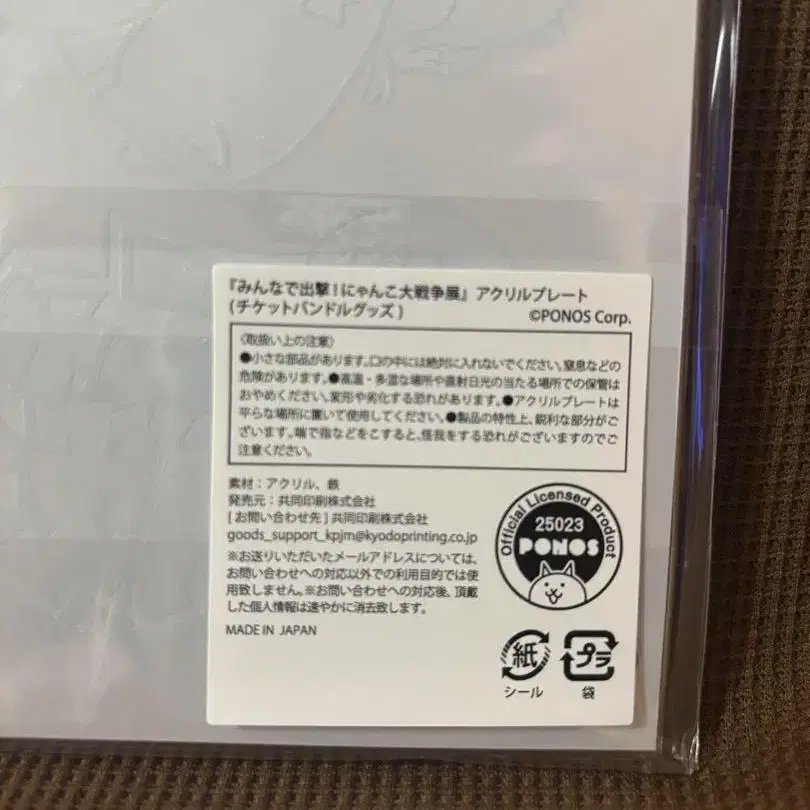 『みんなで出撃!にゃんこ大戦争展』アクリルプレート
(チケットバンドルグッズ)
©PONOS Corp.
〈取扱い上の注意〉
●小さな部品があります。口の中には絶対に入れないでください。窒息などの
危険があります。●高温・多湿な場所や直射日光の当たる場所での保管は
おやめください。変形や劣化する恐れがあります。●アクリルプレートは
平らな場所に置いて使用してください。●製品の特性上、鋭利な部分がご
ざいます。端で指などをこすると、怪我をする恐れがございますのでご
注意ください。
素材:アクリル、鉄
発売元:共同印刷株式会社
[お問い合わせ先]共同印刷株式会社
goods_support_kpjm@kyodoprinting.co.jp
※お送りいただいたメールアドレスについては、
お問い合わせへの対応以外での利用目的では使
用致しません。※お問い合わせへの対応後、頂戴
した個人情報は速やかに消去致します。
MADE IN JAPAN
Official Licensed Product
25023
PONOS
紙
シール
プラ
袋